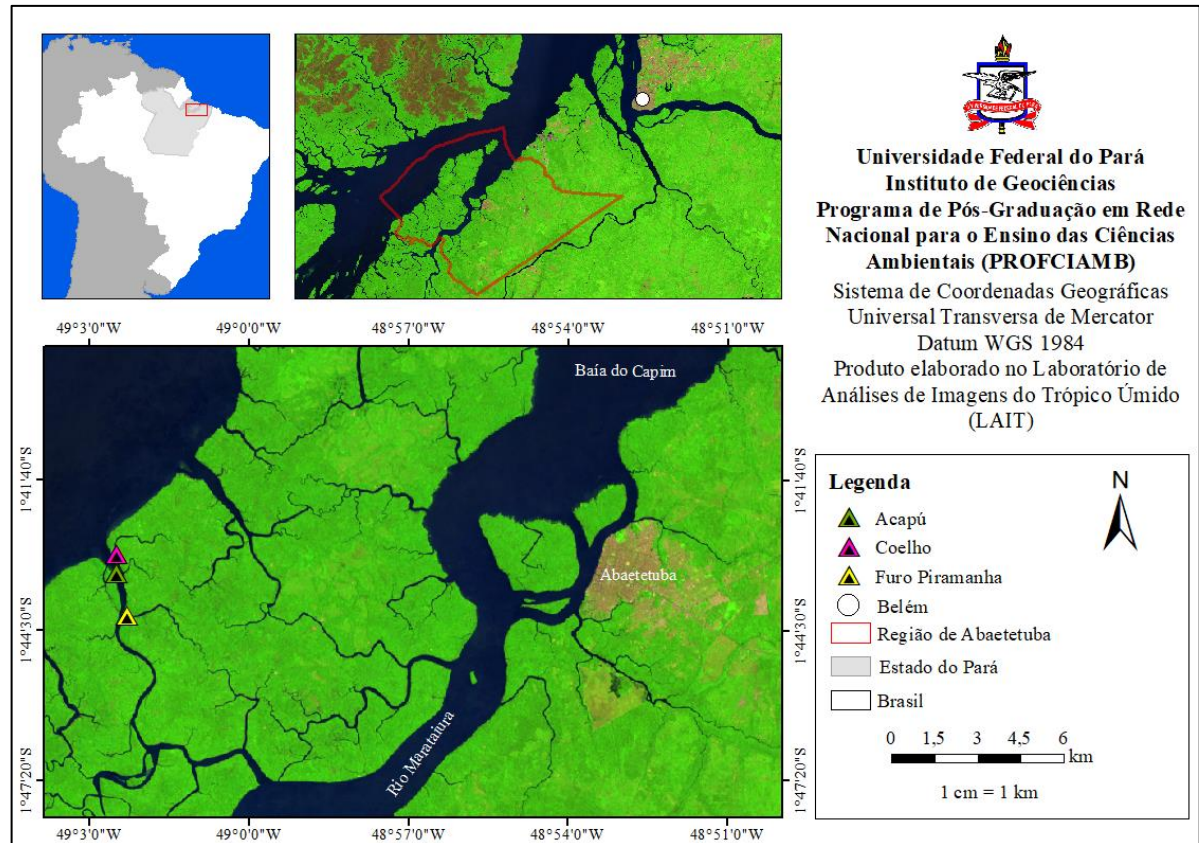 Universidade Federal do Pará
Instituto de Geociências
Programa de Pós-Graduação em Rede
Nacional para o Ensino das Ciências
Ambientais (PROFCIAMB)
Sistema de Coordenadas Geográficas
Universal Transversa de Mercator
Datum WGS 1984
Produto elaborado no Laboratório de
Análises de Imagens do Trópico Úmido
(LAIT)
49°3'0"W 49°0'0"W 48°57'0"W 48°54'0"W 48°51'0"W
Baía do Capim
1°41'40"S 1°41'40"S
Abaetetuba
1°44'30"S 1°44'30"S
Rio Marataiura
1°47'20"S 1°47'20"S
49°3'0"W 49°0'0"W 48°57'0"W 48°54'0"W 48°51'0"W
Legenda
N
Acapú
Coelho
Furo Piramanha
Belém
Região de Abaetetuba
Estado do Pará
Brasil
0 1,5 3 4,5 6
km
1 cm = 1 km